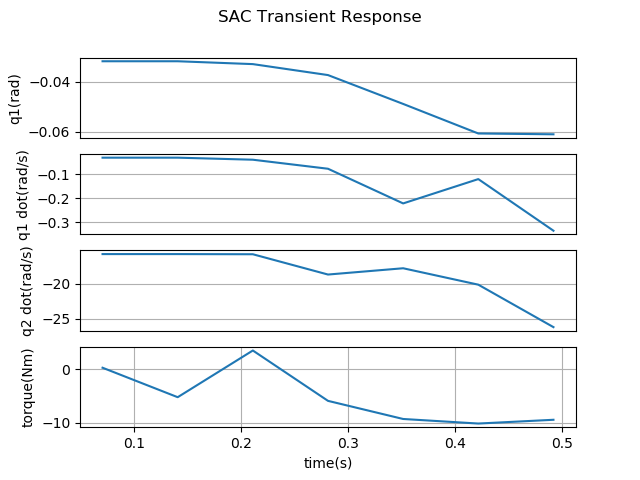 SAC Transient Response
q1(rad)
−0.04
−0.06
q1 dot(rad/s)
−0.1
−0.2
−0.3
q2 dot(rad/s)
−20
−25
torque(Nm)
0
−10
0.1 0.2 0.3 0.4 0.5
time(s)